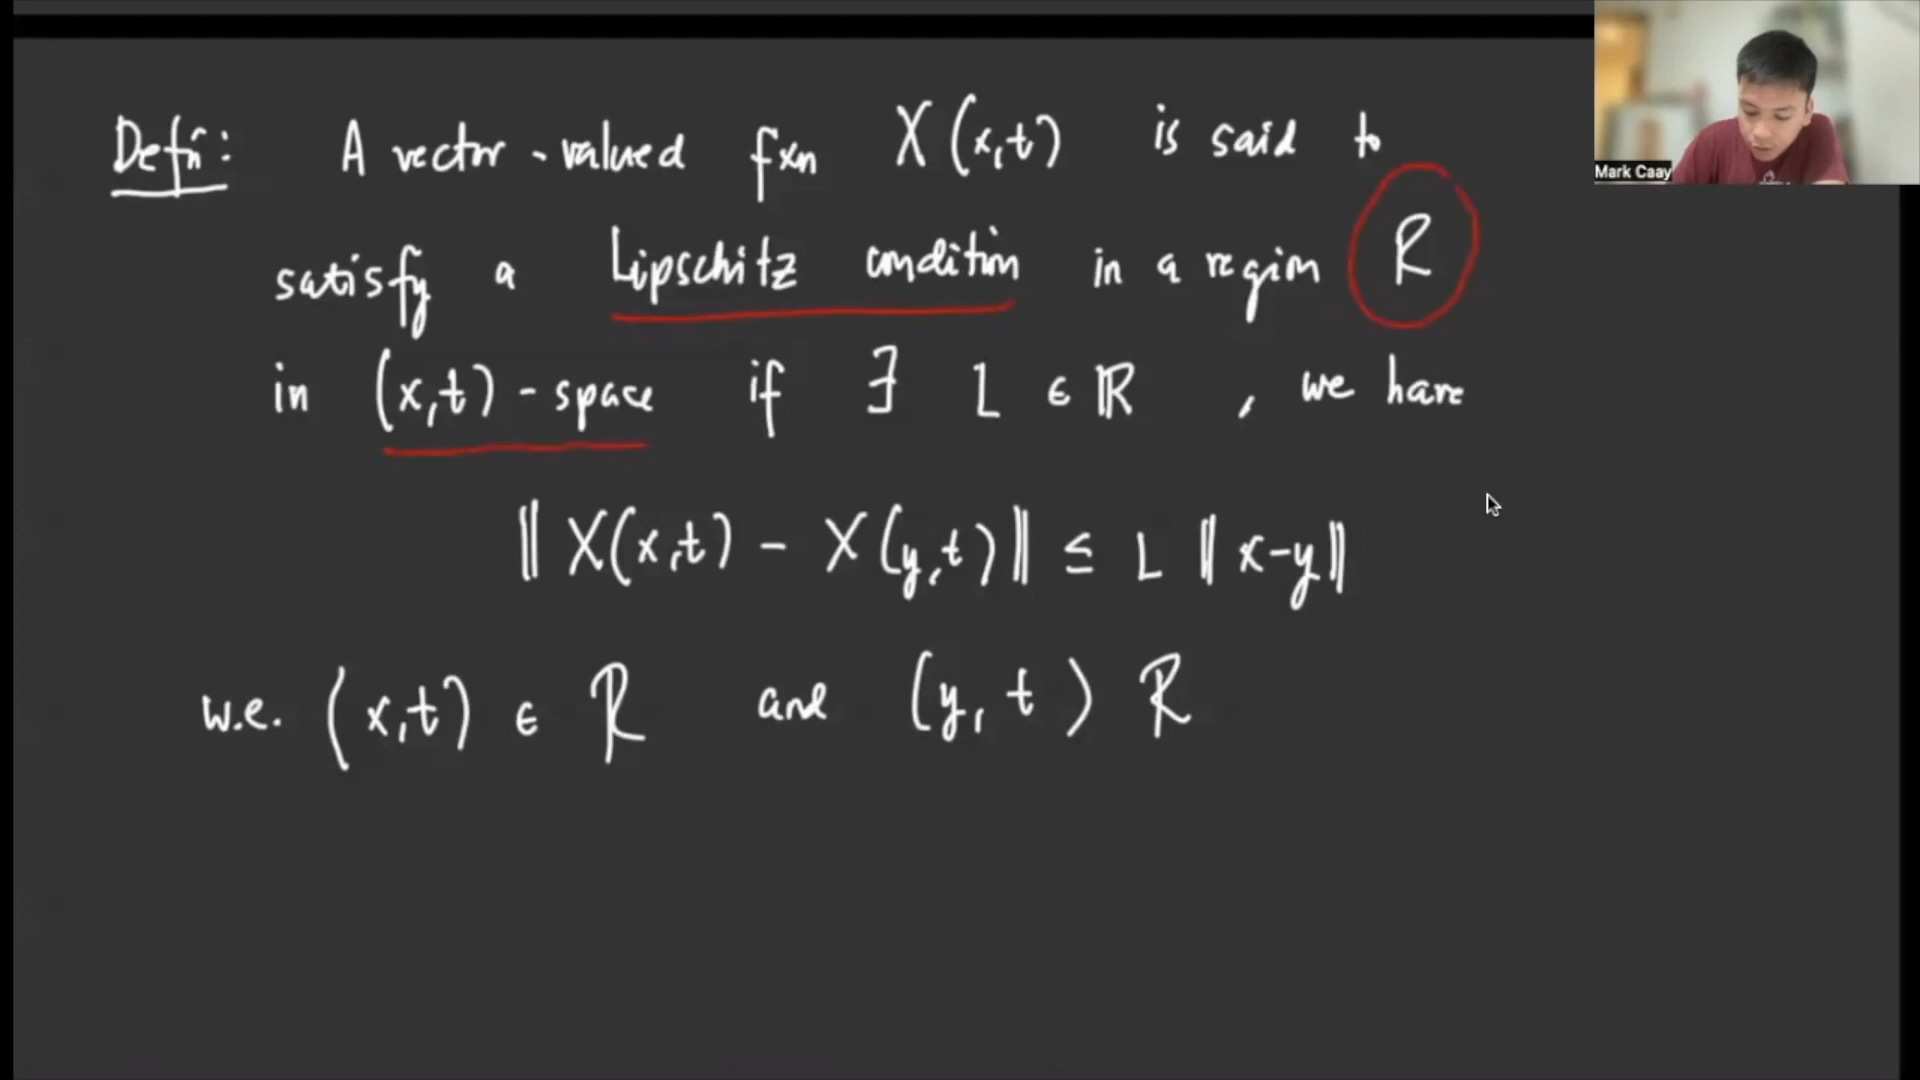 Mark Caay
Defn: A vector-valued fxn X(x,t) is said to
satisfy a Lipschitz condition in a region R
in (x,t)-space if ∃ L ∈ ℝ , we have
‖X(x,t) - X(y,t)‖ ≤ L ‖x-y‖
w.e. (x,t) ∈ R and (y,t) R